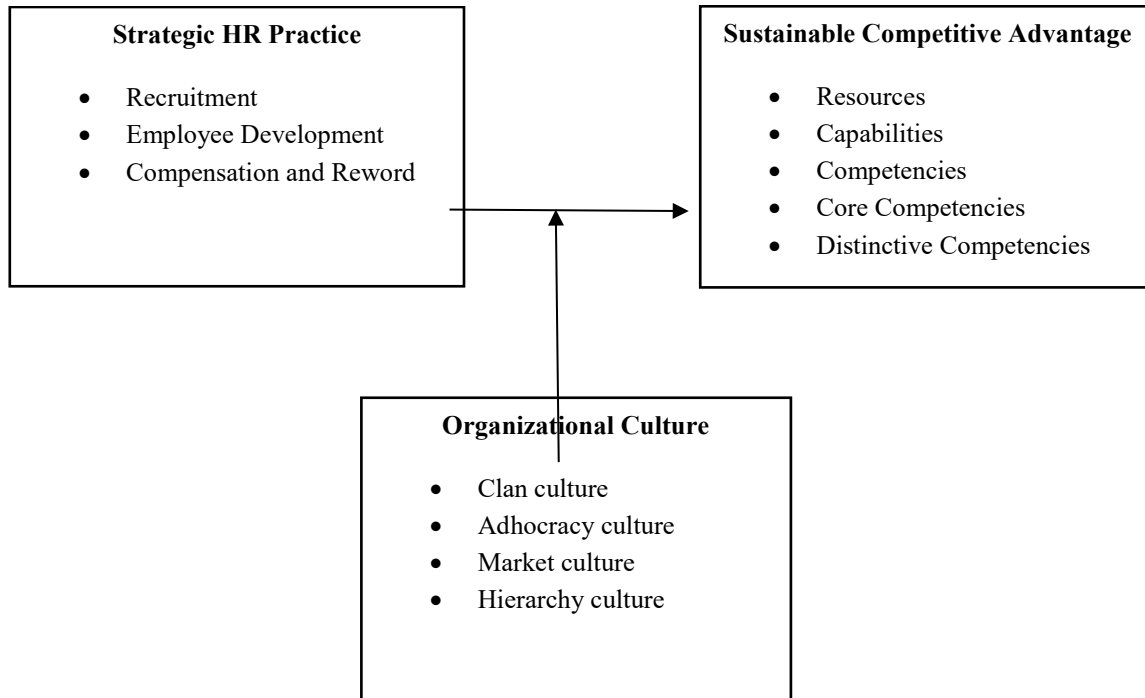 Strategic HR Practice
• Recruitment
• Employee Development
• Compensation and Reword
Sustainable Competitive Advantage
• Resources
• Capabilities
• Competencies
• Core Competencies
• Distinctive Competencies
Organizational Culture
• Clan culture
• Adhocracy culture
• Market culture
• Hierarchy culture